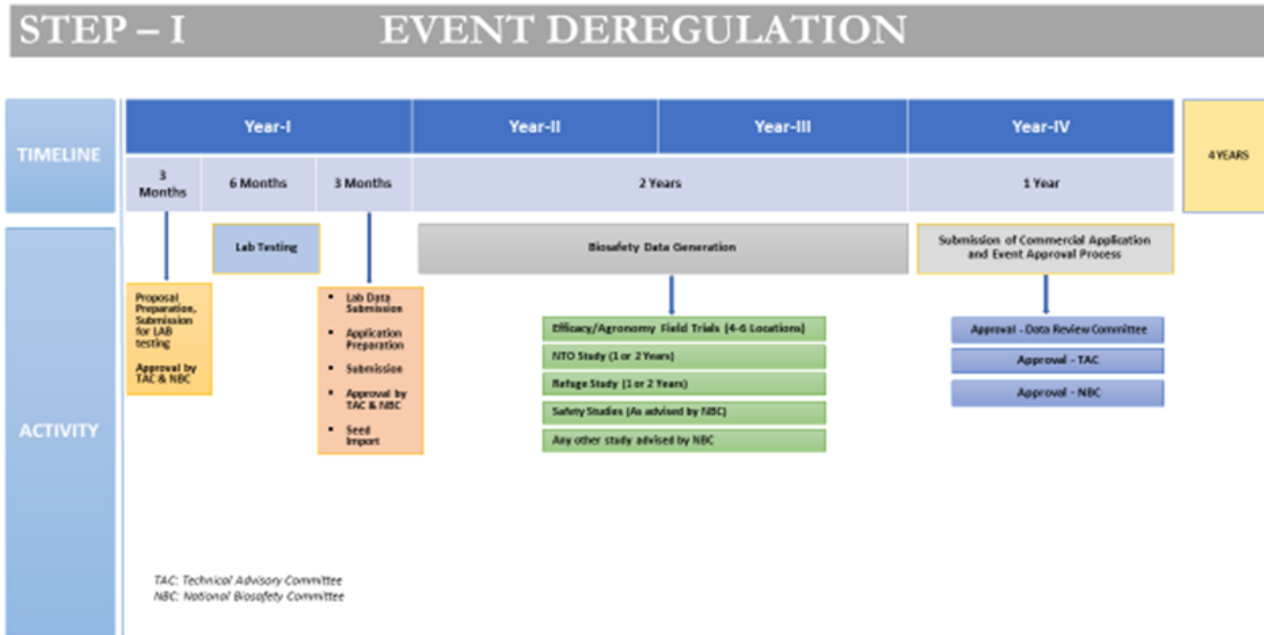 STEP – I
EVENT DEREGULATION
TIMELINE
Year-I
Year-II
Year-III
Year-IV
4 YEARS
3
Months
6 Months
3 Months
2 Years
1 Year
ACTIVITY
Lab Testing
Biosafety Data Generation
Submission of Commercial Application
and Event Approval Process
Proposal
Preparation,
Submission
for LAB
testing
Approval by
TAC & NBC
▪ Lab Data
Submission
▪ Application
Preparation
▪ Submission
▪ Approval by
TAC & NBC
▪ Seed
Import
Efficacy/Agronomy Field Trials (4-6 Locations)
NTO Study (1 or 2 Years)
Refuge Study (1 or 2 Years)
Safety Studies (As advised by NBC)
Any other study advised by NBC
Approval - Data Review Committee
Approval - TAC
Approval - NBC
TAC: Technical Advisory Committee
NBC: National Biosafety Committee